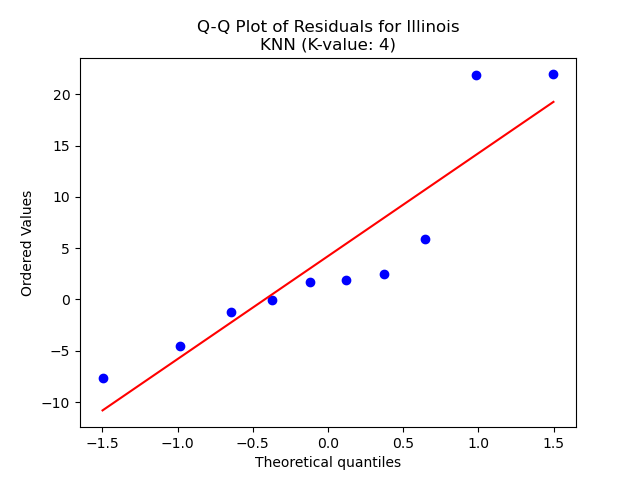 Q-Q Plot of Residuals for Illinois
KNN (K-value: 4)
20
15
10
5
0
−5
−10
Ordered Values
−1.5 −1.0 −0.5 0.0 0.5 1.0 1.5
Theoretical quantiles